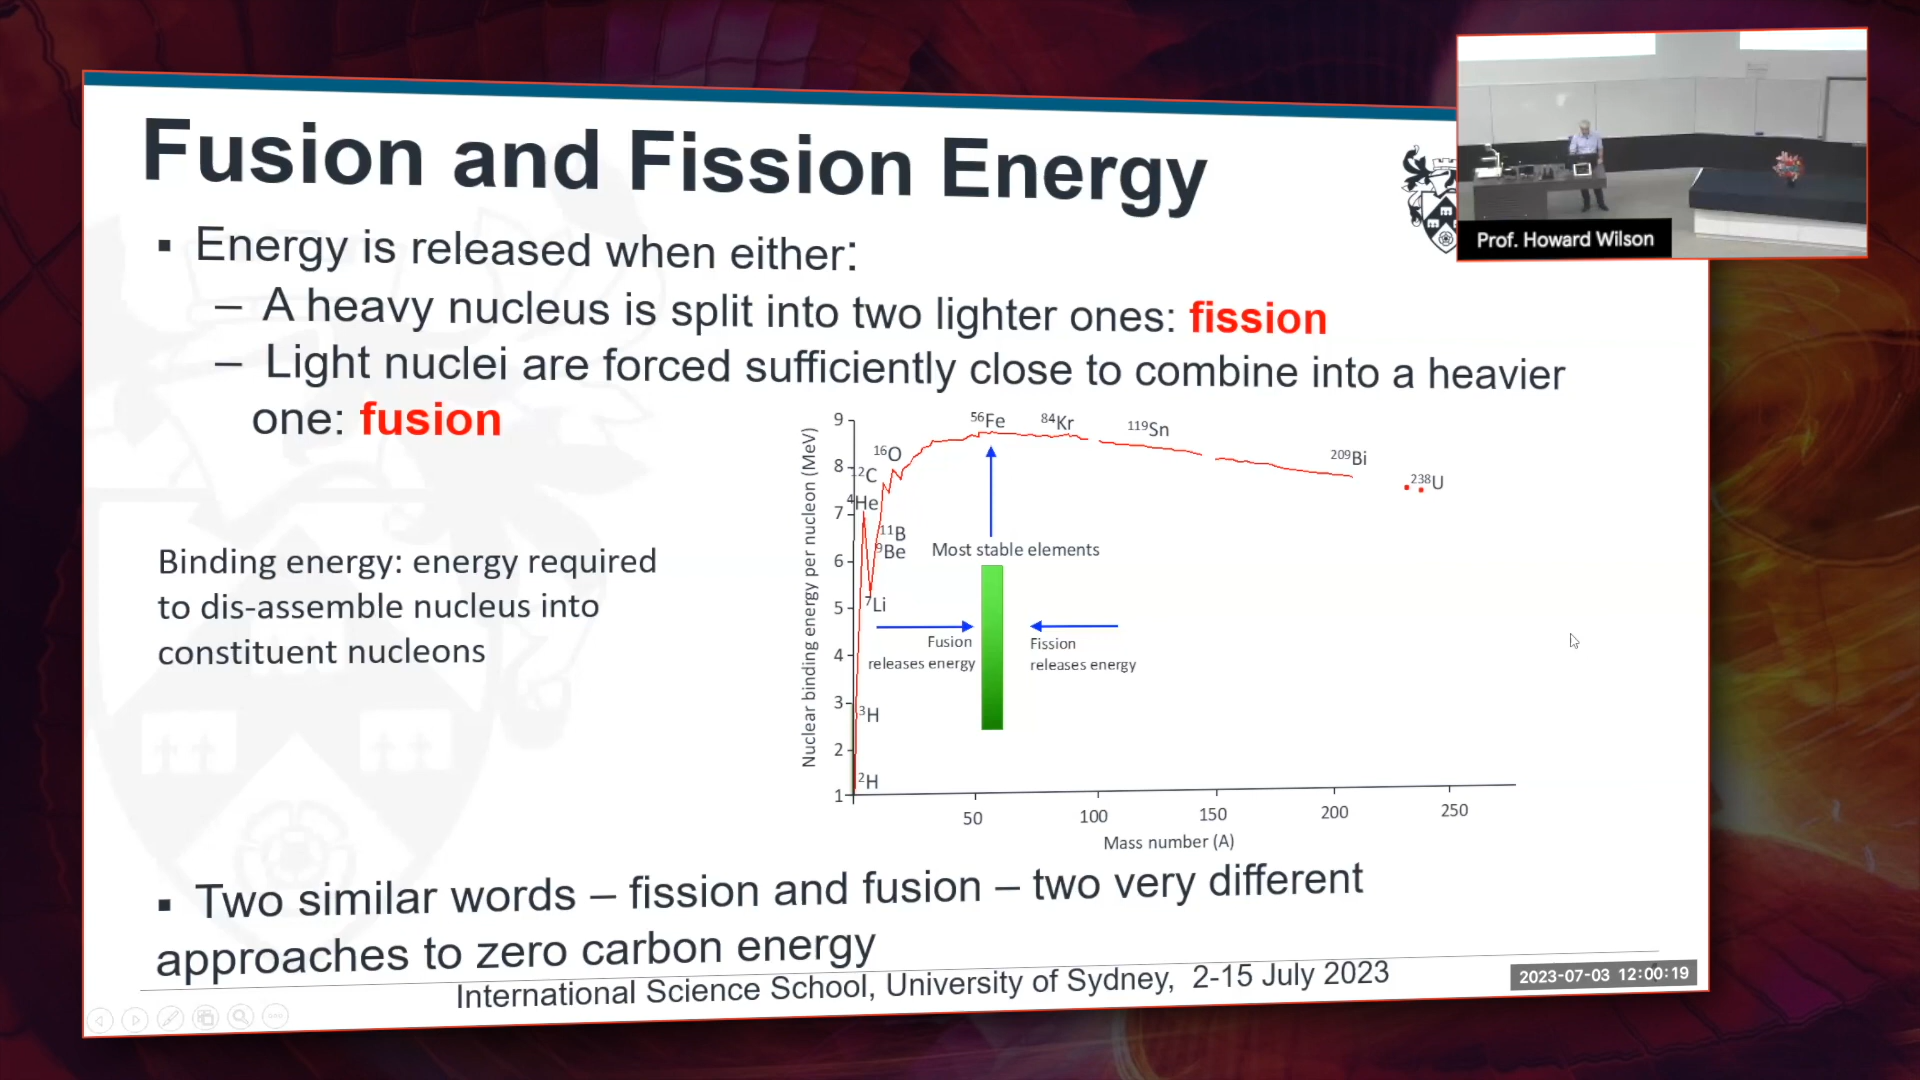 Fusion and Fission Energy
▪ Energy is released when either:
– A heavy nucleus is split into two lighter ones: fission
– Light nuclei are forced sufficiently close to combine into a heavier
one: fusion
Prof. Howard Wilson
Binding energy: energy required
to dis-assemble nucleus into
constituent nucleons
Nuclear binding energy per nucleon (MeV)
9
8
7
6
5
4
3
2
1
56Fe
84Kr
119Sn
209Bi
238U
16O
12C
4He
11B
9Be
7Li
3H
2H
Most stable elements
Fusion
releases energy
Fission
releases energy
50 100 150 200 250
Mass number (A)
▪ Two similar words – fission and fusion – two very different
approaches to zero carbon energy
International Science School, University of Sydney, 2-15 July 2023
2023-07-03 12:00:19